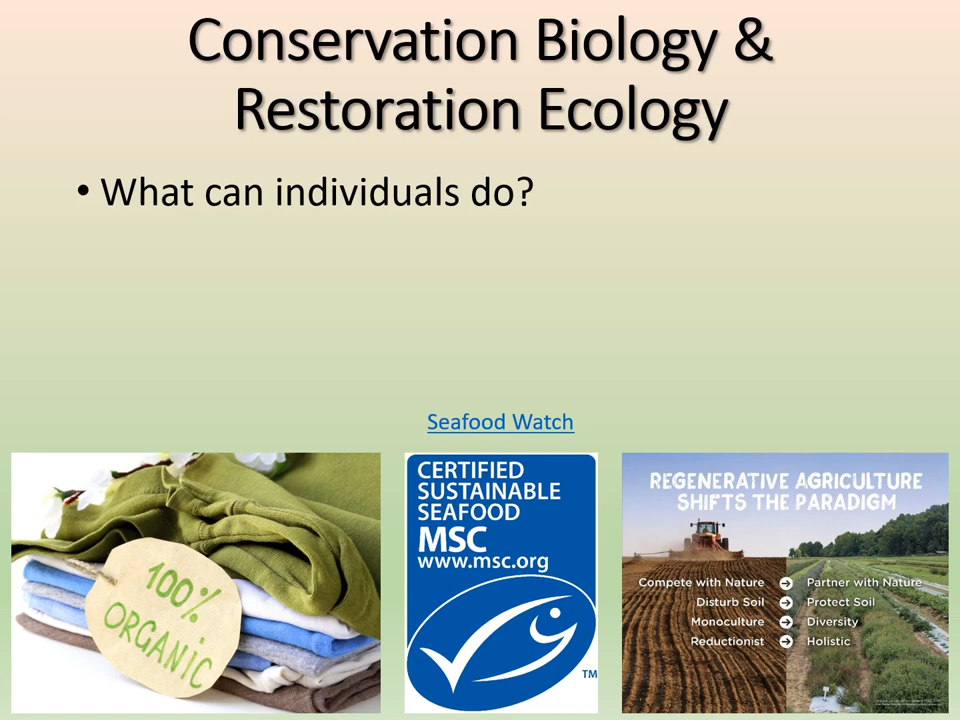 Conservation Biology &
Restoration Ecology
• What can individuals do?
Seafood Watch
100%
ORGANIC
CERTIFIED
SUSTAINABLE
SEAFOOD
MSC
www.msc.org
TM
REGENERATIVE AGRICULTURE
SHIFTS THE PARADIGM
Compete with Nature → Partner with Nature
Disturb Soil → Protect Soil
Monoculture → Diversity
Reductionist → Holistic